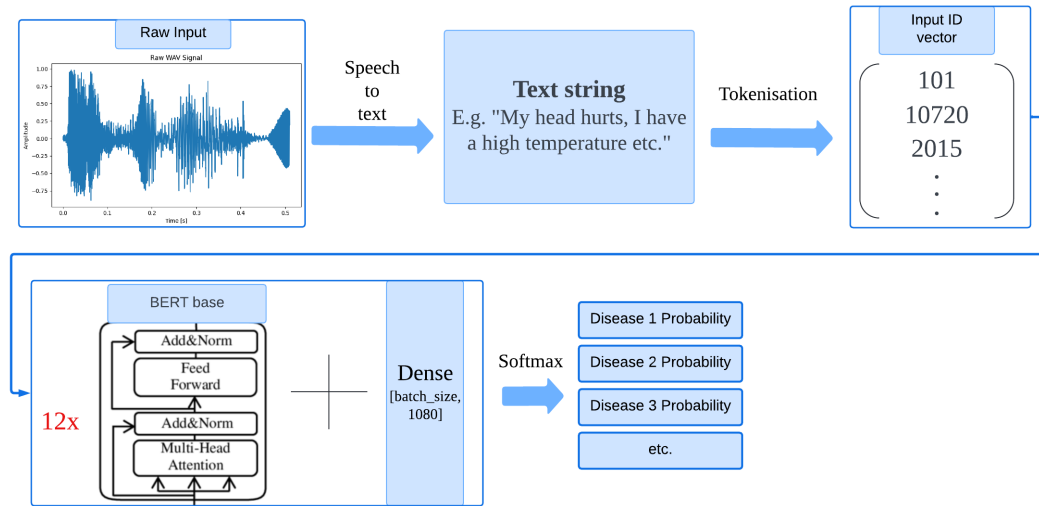 Raw Input
Raw WAV Signal
1.00
0.75
0.50
0.25
0.00
−0.25
−0.50
−0.75
Amplitude
0.0
0.1
0.2
0.3
0.4
0.5
Time [s]
Speech
to
text
Text string
E.g. "My head hurts, I have
a high temperature etc."
Tokenisation
Input ID
vector
101
10720
2015
BERT base
Add&Norm
Feed
Forward
Add&Norm
Multi-Head
Attention
12x
Dense
[batch_size,
1080]
Softmax
Disease 1 Probability
Disease 2 Probability
Disease 3 Probability
etc.